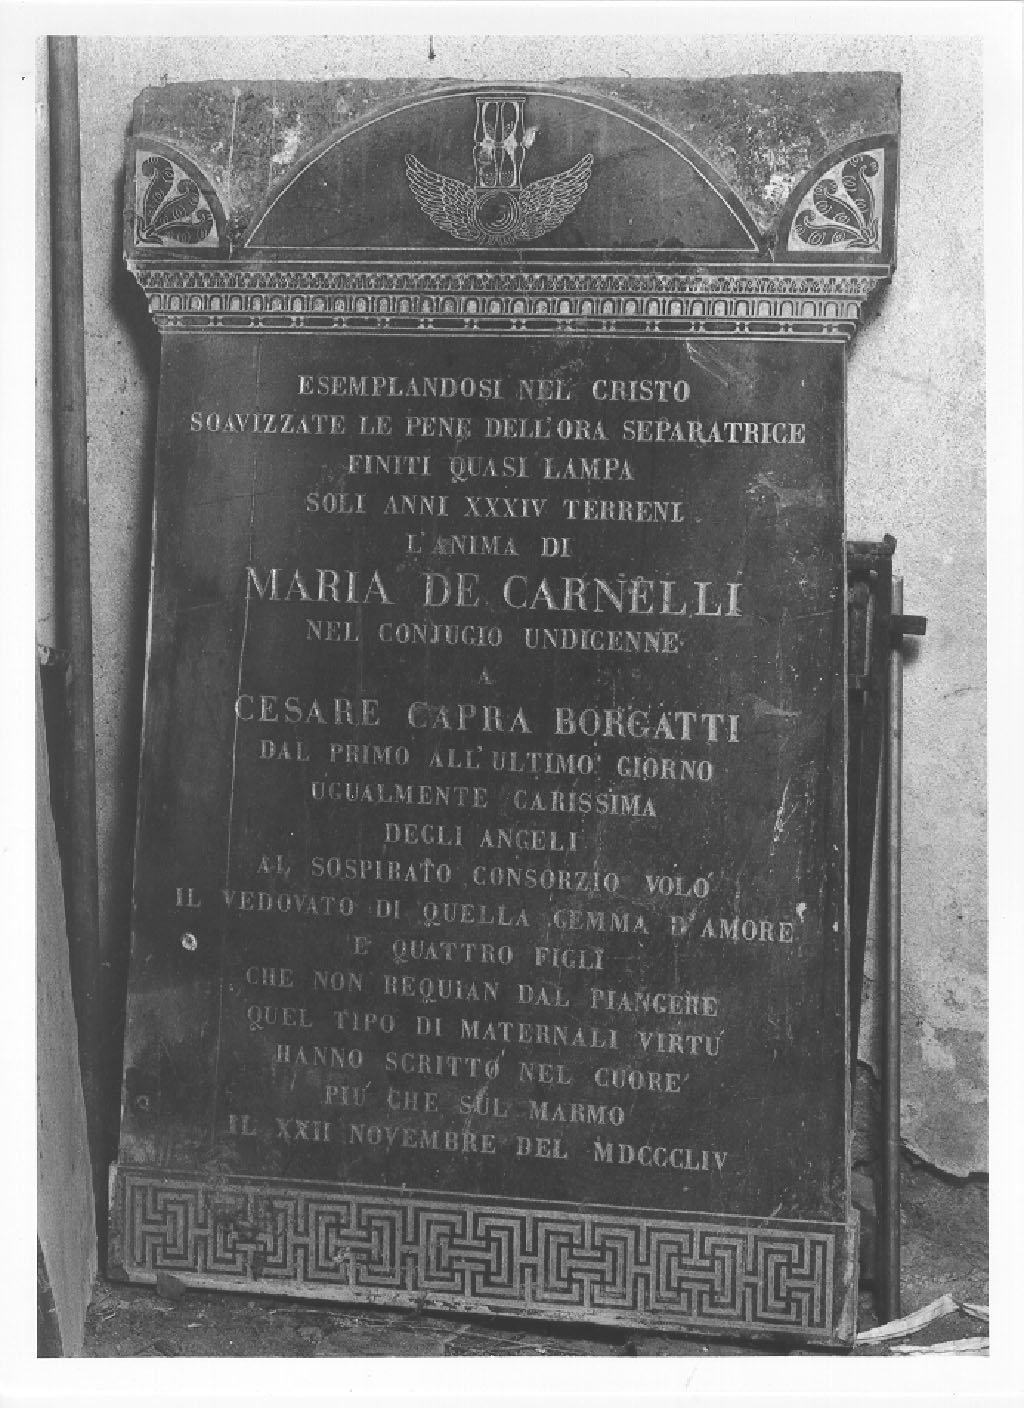 ESEMPLANDOSI NEL CRISTO
SOAVIZZATE LE PENE DELL'ORA SEPARATRICE
FINITI QUASI LAMPA
SOLI ANNI XXXIV TERRENI
L'ANIMA DI
MARIA DE CARNELLI
NEL CONJUGIO UNDICENNE
A
CESARE CAPRA BORGATTI
DAL PRIMO ALL'ULTIMO GIORNO
UGUALMENTE CARISSIMA
DEGLI ANGELI
AL SOSPIRATO CONSORZIO VOLO'
IL VEDOVATO DI QUELLA GEMMA D'AMORE
E QUATTRO FIGLI
CHE NON REQUIAN DAL PIANGERE
QUEL TIPO DI MATERNALI VIRTU'
HANNO SCRITTO NEL CUORE
PIU' CHE SUL MARMO
IL XXII NOVEMBRE DEL MDCCCLIV